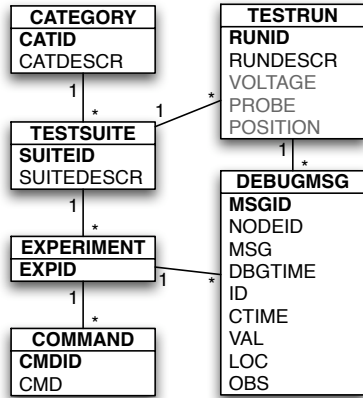 CATEGORY
CATID
CATDESCR
1
*
TESTSUITE
SUITEID
SUITEDESCR
1
*
1
*
EXPERIMENT
EXPID
1
*
1
*
COMMAND
CMDID
CMD
TESTRUN
RUNID
RUNDESCR
VOLTAGE
PROBE
POSITION
1
*
DEBUGMSG
MSGID
NODEID
MSG
DBGTIME
ID
CTIME
VAL
LOC
OBS